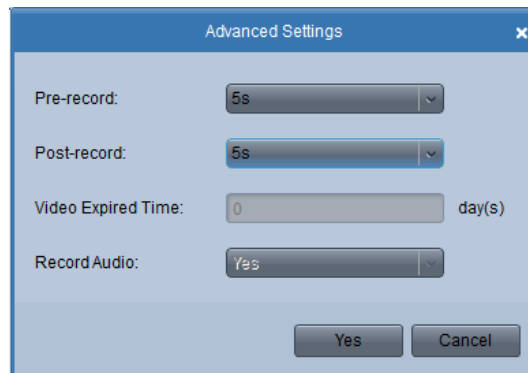 Advanced Settings
Pre-record: 5s
Post-record: 5s
Video Expired Time: 0 day(s)
Record Audio: Yes
Yes Cancel